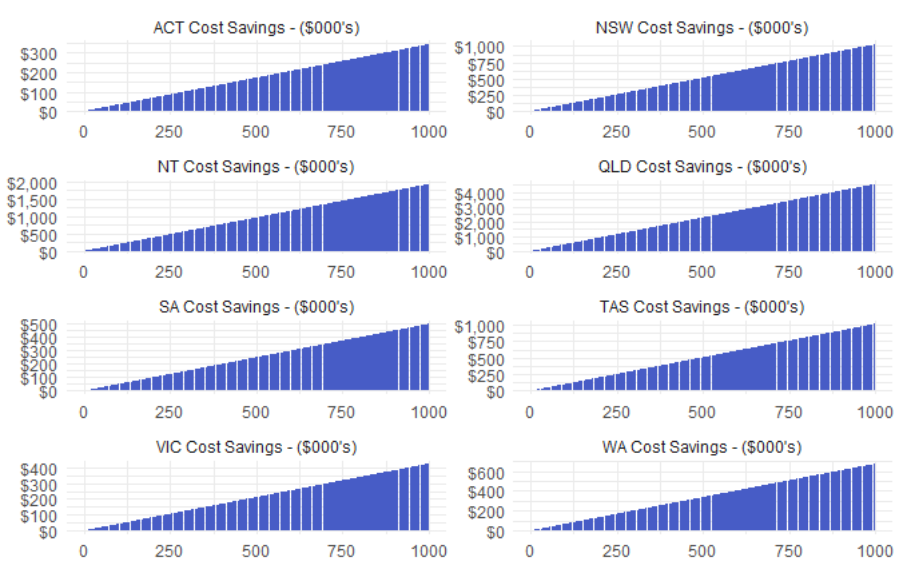 ACT Cost Savings - ($000's)
$300
$200
$100
$0
0 250 500 750 1000
NSW Cost Savings - ($000's)
$1,000
$750
$500
$250
$0
0 250 500 750 1000
NT Cost Savings - ($000's)
$2,000
$1,500
$1,000
$500
$0
0 250 500 750 1000
QLD Cost Savings - ($000's)
$4,000
$3,000
$2,000
$1,000
0 250 500 750 1000
SA Cost Savings - ($000's)
$500
$400
$300
$200
$100
$0
0 250 500 750 1000
TAS Cost Savings - ($000's)
$1,000
$750
$500
$250
$0
0 250 500 750 1000
VIC Cost Savings - ($000's)
$400
$300
$200
$100
$0
0 250 500 750 1000
WA Cost Savings - ($000's)
$600
$400
$200
$0
0 250 500 750 1000